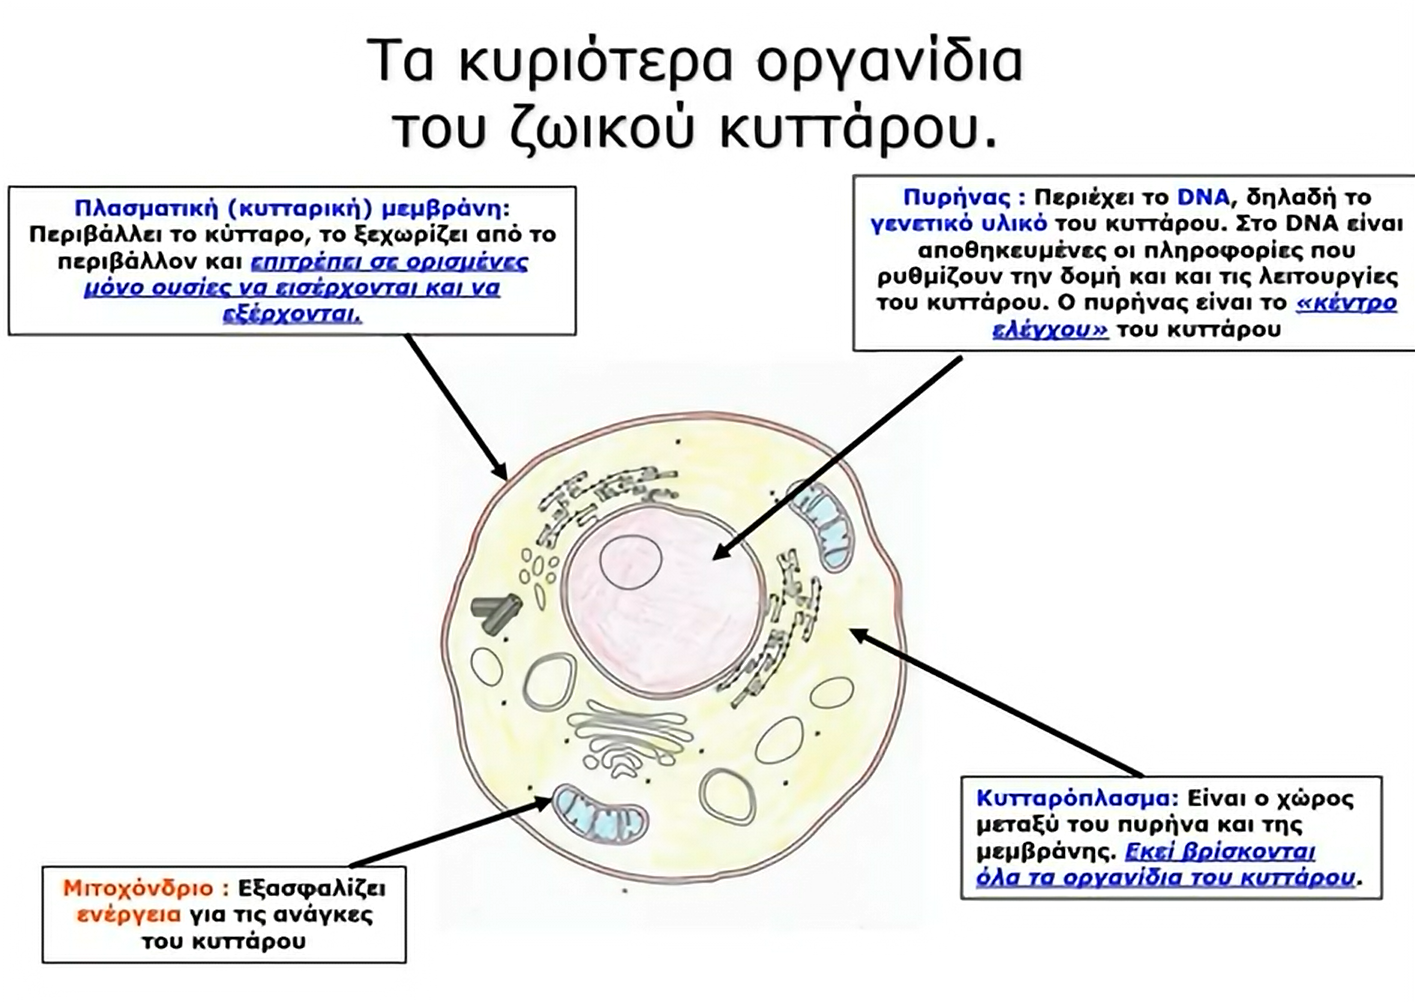 Τα κυριότερα οργανίδια
του ζωικού κυττάρου.
Πλασματική (κυτταρική) μεμβράνη:
Περιβάλλει το κύτταρο, το ξεχωρίζει από το
περιβάλλον και επιτρέπει σε ορισμένες
μόνο ουσίες να εισέρχονται και να
εξέρχονται.
Πυρήνας : Περιέχει το DNA, δηλαδή το
γενετικό υλικό του κυττάρου. Στο DNA είναι
αποθηκευμένες οι πληροφορίες που
ρυθμίζουν την δομή και και τις λειτουργίες
του κυττάρου. Ο πυρήνας είναι το «κέντρο
ελέγχου» του κυττάρου
Κυτταρόπλασμα: Είναι ο χώρος
μεταξύ του πυρήνα και της
μεμβράνης. Εκεί βρίσκονται
όλα τα οργανίδια του κυττάρου.
Μιτοχόνδριο : Εξασφαλίζει
ενέργεια για τις ανάγκες
του κυττάρου